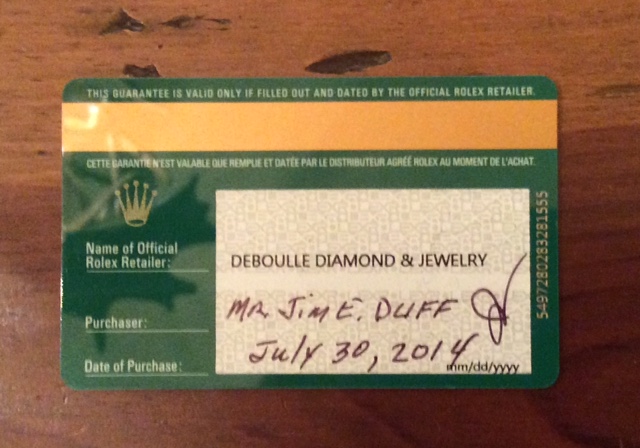 THIS GUARANTEE IS VALID ONLY IF FILLED OUT AND DATED BY THE OFFICIAL ROLEX RETAILER.
CETTE GARANTIE N'EST VALABLE QUE REMPLIE ET DATÉE PAR LE DISTRIBUTEUR AGRÉÉ ROLEX AU MOMENT DE L'ACHAT.
Name of Official
Rolex Retailer:
DEBOULLE DIAMOND & JEWELRY
Purchaser:
MR. JIM E. DUFF
Date of Purchase:
July 30, 2014
mm/dd/yyyy
5497280283281555